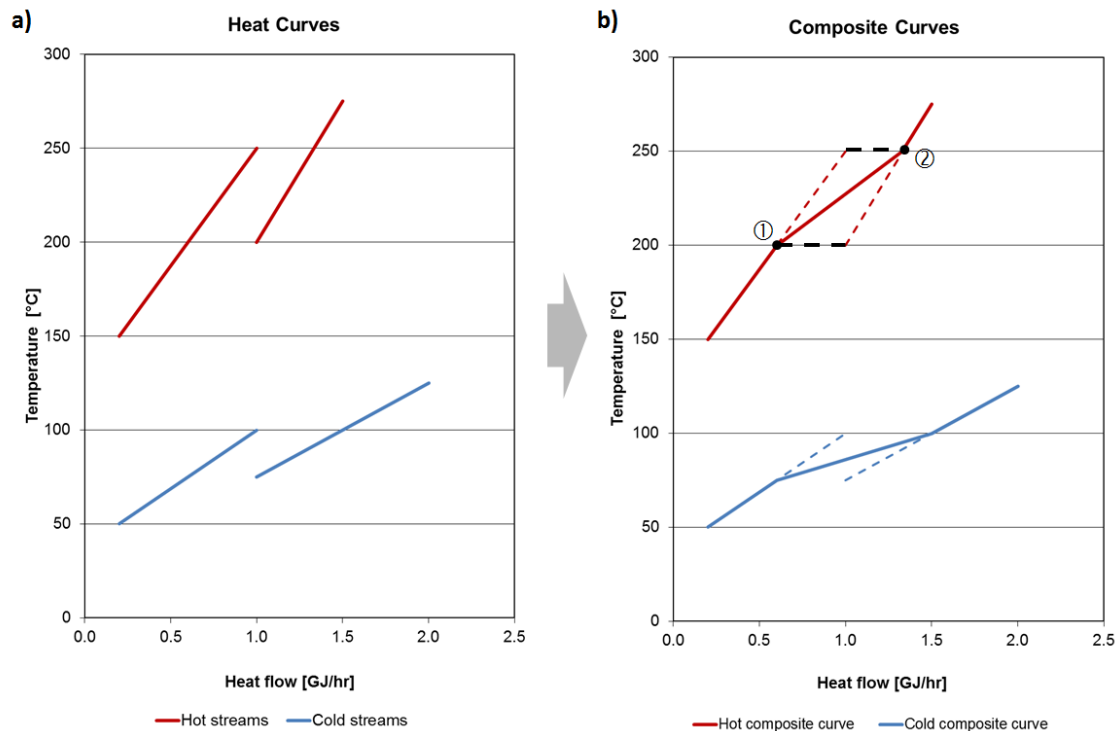 a)
Heat Curves
300
250
200
150
100
50
0
Temperature [°C]
0.0 0.5 1.0 1.5 2.0 2.5
Heat flow [GJ/hr]
Hot streams Cold streams
b)
Composite Curves
300
250
200
150
100
50
0
Temperature [°C]
①
②
0.0 0.5 1.0 1.5 2.0 2.5
Heat flow [GJ/hr]
Hot composite curve Cold composite curve